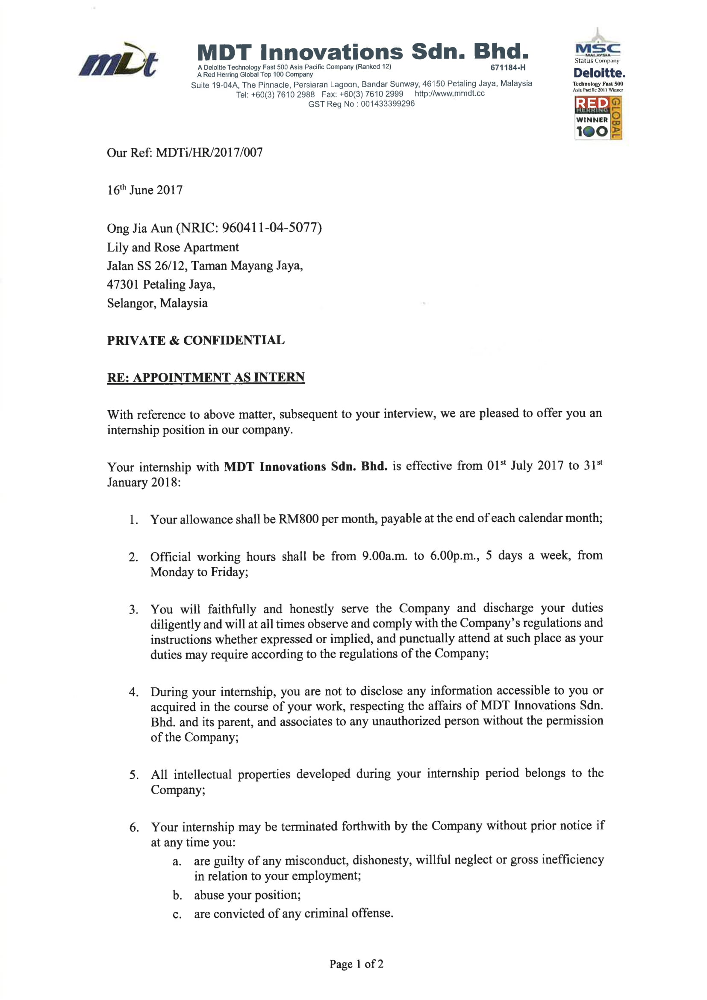 mDt
MDT Innovations Sdn. Bhd.
A Deloitte Technology Fast 500 Asia Pacific Company (Ranked 12) 671184-H
A Red Herring Global Top 100 Company
Suite 19-04A, The Pinnacle, Persiaran Lagoon, Bandar Sunway, 46150 Petaling Jaya, Malaysia
Tel: +60(3) 7610 2988 Fax: +60(3) 7610 2999 http://www.mmdt.cc
GST Reg No : 001433399296
MSC
MALAYSIA
Status Company
Deloitte.
Technology Fast 500
Asia Pacific 2011 Winner
RED
HERRING
WINNER
100
GLOBAL
Our Ref: MDTi/HR/2017/007
16th June 2017
Ong Jia Aun (NRIC: 960411-04-5077)
Lily and Rose Apartment
Jalan SS 26/12, Taman Mayang Jaya,
47301 Petaling Jaya,
Selangor, Malaysia
PRIVATE & CONFIDENTIAL
RE: APPOINTMENT AS INTERN
With reference to above matter, subsequent to your interview, we are pleased to offer you an
internship position in our company.
Your internship with MDT Innovations Sdn. Bhd. is effective from 01st July 2017 to 31st
January 2018:
1. Your allowance shall be RM800 per month, payable at the end of each calendar month;
2. Official working hours shall be from 9.00a.m. to 6.00p.m., 5 days a week, from
Monday to Friday;
3. You will faithfully and honestly serve the Company and discharge your duties
diligently and will at all times observe and comply with the Company's regulations and
instructions whether expressed or implied, and punctually attend at such place as your
duties may require according to the regulations of the Company;
4. During your internship, you are not to disclose any information accessible to you or
acquired in the course of your work, respecting the affairs of MDT Innovations Sdn.
Bhd. and its parent, and associates to any unauthorized person without the permission
of the Company;
5. All intellectual properties developed during your internship period belongs to the
Company;
6. Your internship may be terminated forthwith by the Company without prior notice if
at any time you:
a. are guilty of any misconduct, dishonesty, willful neglect or gross inefficiency
in relation to your employment;
b. abuse your position;
c. are convicted of any criminal offense.
Page 1 of 2